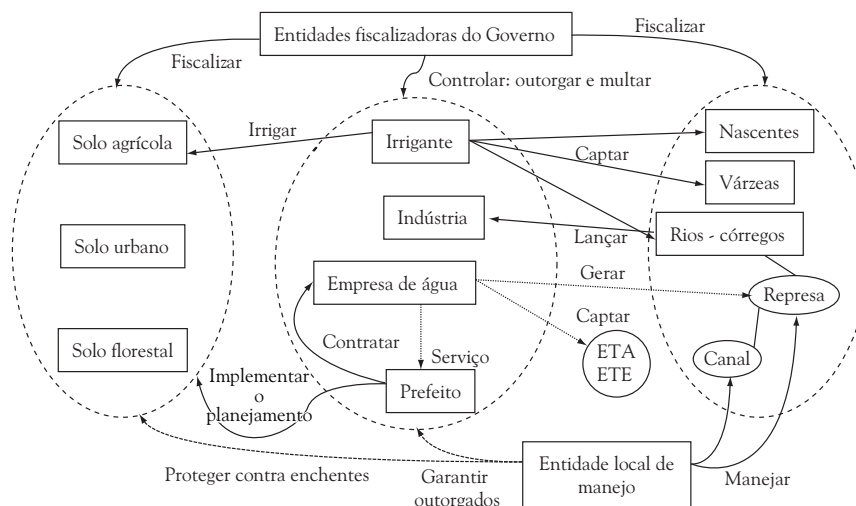 Entidades fiscalizadoras do Governo
Fiscalizar
Fiscalizar
Controlar: outorgar e multar
Solo agrícola
Irrigar
Irrigante
Captar
Nascentes
Várzeas
Indústria
Lançar
Rios - córregos
Solo urbano
Empresa de água
Gerar
Represa
Captar
Contratar
Serviço
Solo florestal
ETA
ETE
Canal
Implementar
o
planejamento
Prefeito
Proteger contra enchentes
Garantir
outorgados
Entidade local de
manejo
Manejar